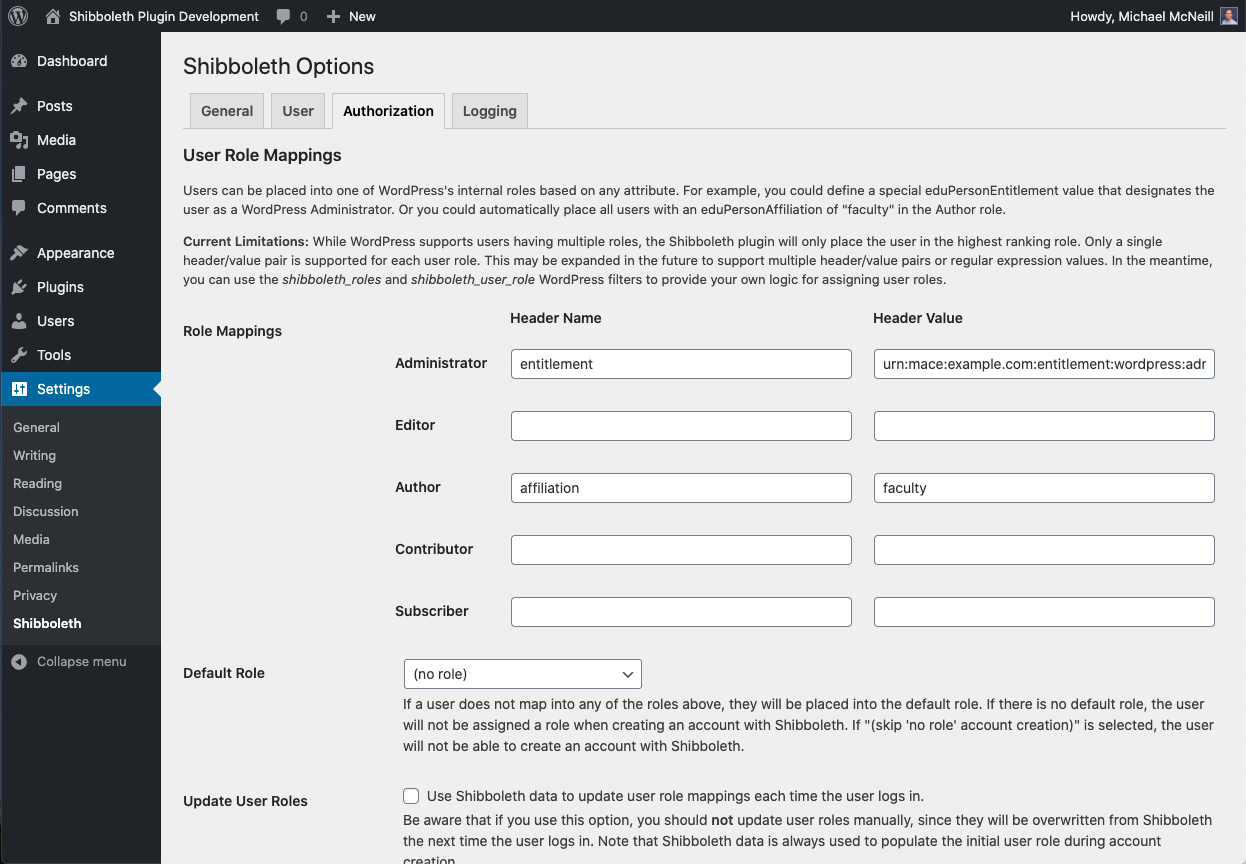 Shibboleth Plugin Development 0 New Howdy, Michael McNeill
Dashboard
Posts
Media
Pages
Comments
Appearance
Plugins
Users
Tools
Settings
General
Writing
Reading
Discussion
Media
Permalinks
Privacy
Shibboleth
Collapse menu
Shibboleth Options
General User Authorization Logging
User Role Mappings
Users can be placed into one of WordPress's internal roles based on any attribute. For example, you could define a special eduPersonEntitlement value that designates the
user as a WordPress Administrator. Or you could automatically place all users with an eduPersonAffiliation of "faculty" in the Author role.
Current Limitations: While WordPress supports users having multiple roles, the Shibboleth plugin will only place the user in the highest ranking role. Only a single
header/value pair is supported for each user role. This may be expanded in the future to support multiple header/value pairs or regular expression values. In the meantime,
you can use the shibboleth_roles and shibboleth_user_role WordPress filters to provide your own logic for assigning user roles.
Role Mappings
Header Name Header Value
Administrator entitlement urn:mace:example.com:entitlement:wordpress:adr
Editor
Author affiliation faculty
Contributor
Subscriber
Default Role (no role)
If a user does not map into any of the roles above, they will be placed into the default role. If there is no default role, the user
will not be assigned a role when creating an account with Shibboleth. If "(skip 'no role' account creation)" is selected, the user
will not be able to create an account with Shibboleth.
Update User Roles Use Shibboleth data to update user role mappings each time the user logs in.
Be aware that if you use this option, you should not update user roles manually, since they will be overwritten from Shibboleth
the next time the user logs in. Note that Shibboleth data is always used to populate the initial user role during account
creation.